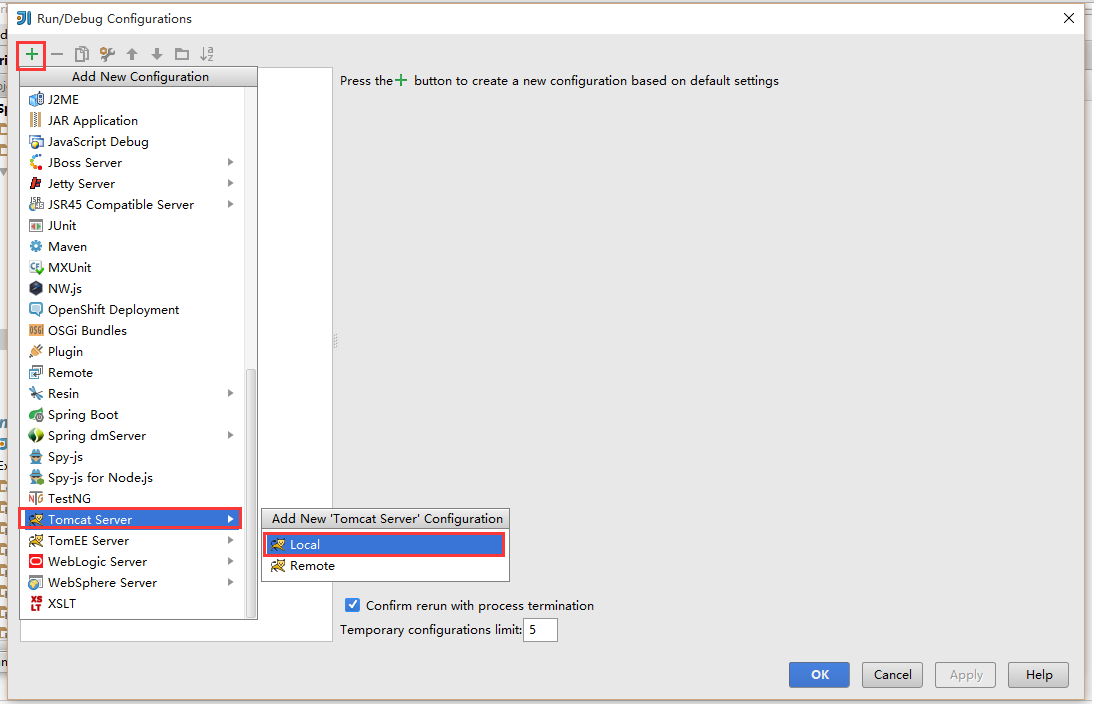 Run/Debug Configurations
Add New Configuration
Press the + button to create a new configuration based on default settings
J2ME
JAR Application
JavaScript Debug
JBoss Server
Jetty Server
JSR45 Compatible Server
JUnit
Maven
MXUnit
NW.js
OpenShift Deployment
OSGi Bundles
Plugin
Remote
Resin
Spring Boot
Spring dmServer
Spy-js
Spy-js for Node.js
TestNG
Tomcat Server
TomEE Server
WebLogic Server
WebSphere Server
XSLT
Add New 'Tomcat Server' Configuration
Local
Remote
Confirm rerun with process termination
Temporary configurations limit: 5
OK Cancel Apply Help